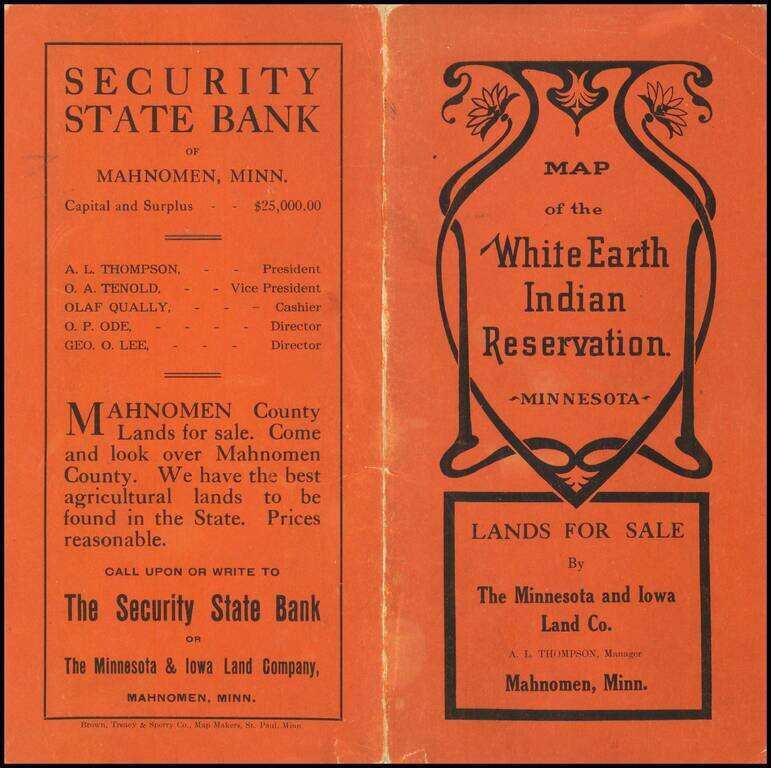 SECURITY
STATE BANK
OF
MAHNOMEN, MINN.
Capital and Surplus - - $25,000.00
A. L. THOMPSON, - - President
O. A. TENOLD, - - Vice President
OLAF QUALLY, - - - Cashier
O. P. ODE, - - - - Director
GEO. O. LEE, - - - Director
MAHNOMEN County
Lands for sale. Come
and look over Mahnomen
County. We have the best
agricultural lands to be
found in the State. Prices
reasonable.
CALL UPON OR WRITE TO
The Security State Bank
OR
The Minnesota & Iowa Land Company,
MAHNOMEN, MINN.
Brown, Treacy & Sperry Co., Map Makers, St. Paul, Minn.
MAP
of the
White Earth
Indian
Reservation.
~MINNESOTA~
LANDS FOR SALE
By
The Minnesota and Iowa
Land Co.
A. L. THOMPSON, Manager
Mahnomen, Minn.